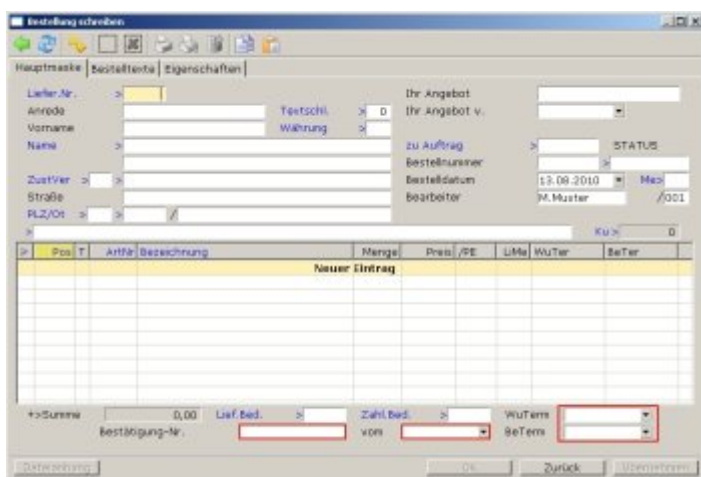 Bestellung schreiben
Hauptmaske Bestelltexte Eigenschaften
Liefer.Nr. > Ihr Angebot
Anrede Textschl. > 0 Ihr Angebot v.
Vorname Währung >
Name > zu Auftrag > STATUS
Bestellnummer >
ZustVer > > Bestelldatum 13.08.2010 Me>
Straße Bearbeiter M.Muster /001
PLZ/Ot > > /
> Ku> 0
> Pos T ArtNr Bezeichnung Menge Preis /PE LiMe WuTer BeTer
Neuer Eintrag
+>Summe 0,00 Lief.Bed. > Zahl.Bed. > WuTerm
Bestätigung-Nr. vom BeTerm
Dateianhang OK Zurück Übernehmen